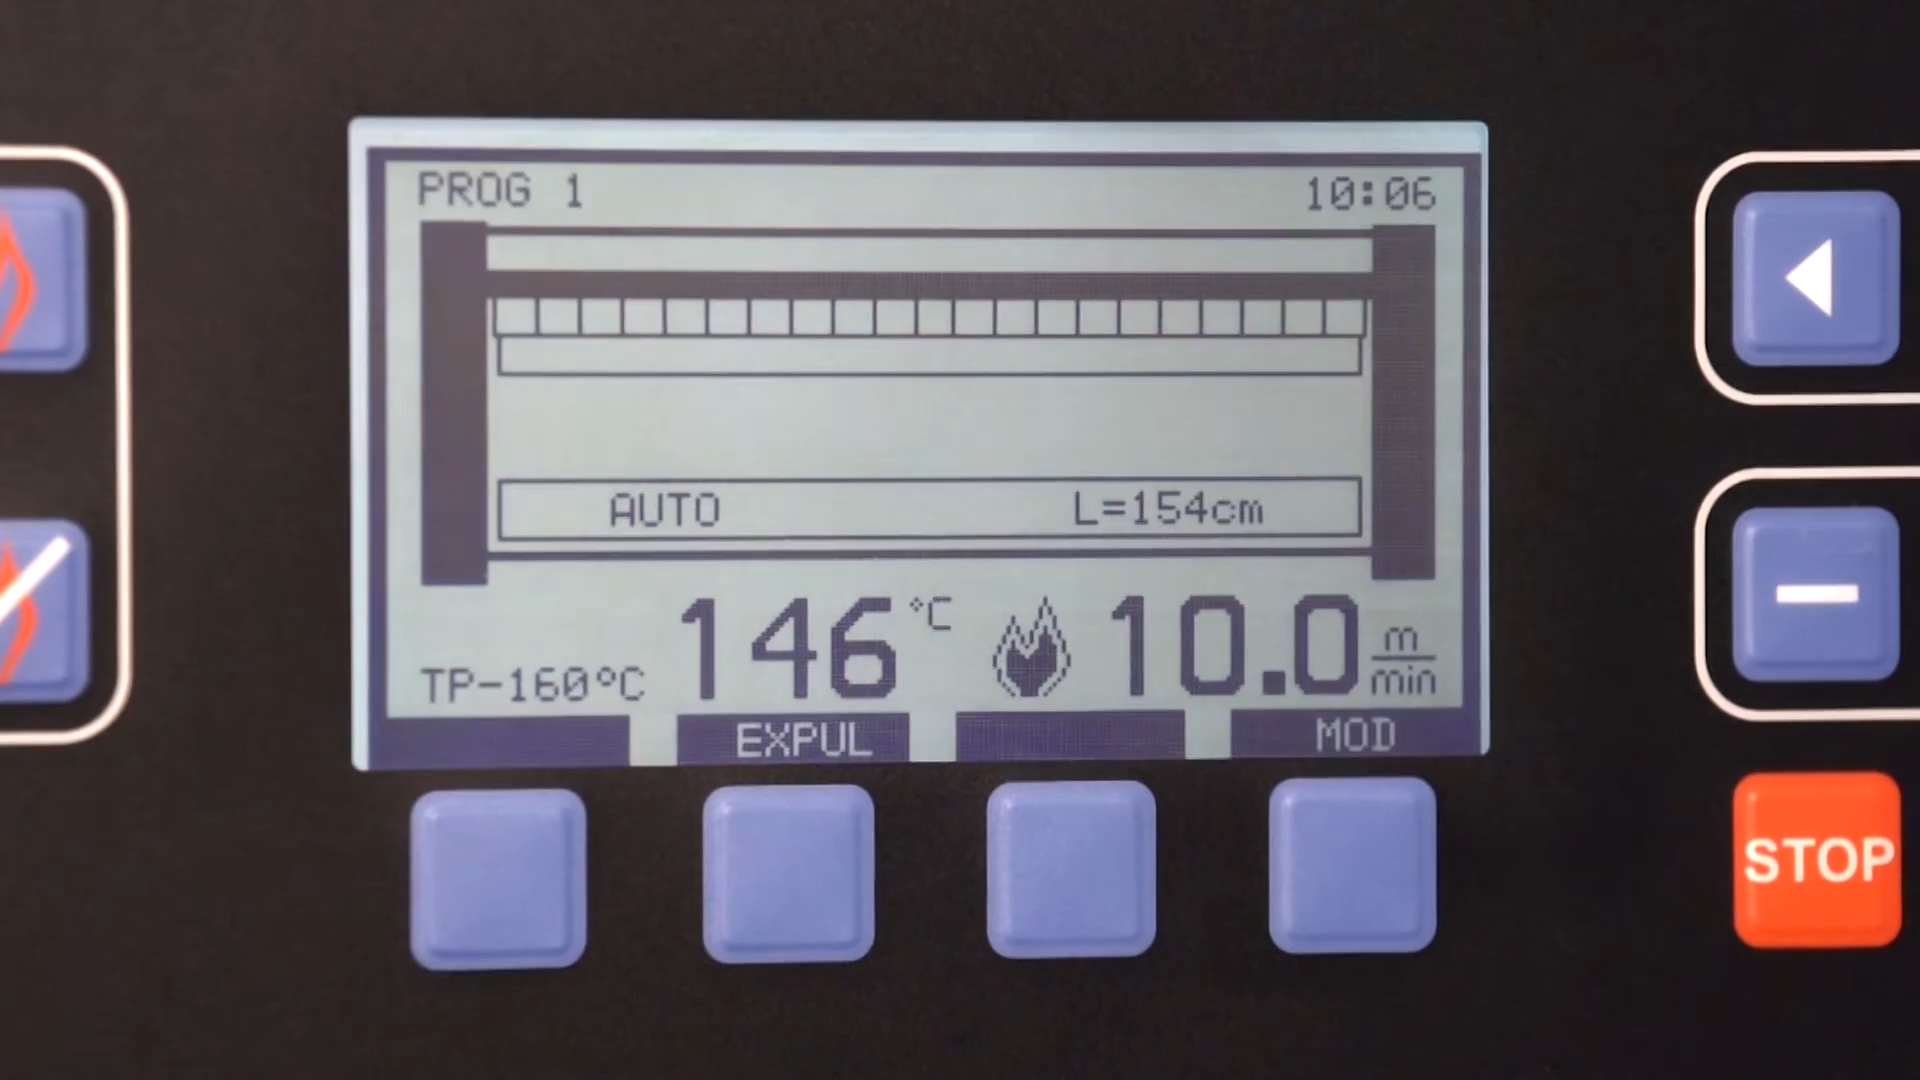 PROG 1 10:06
AUTO L=154cm
TP-160°C 146 °C 10.0 m/min
EXPUL MOD
STOP